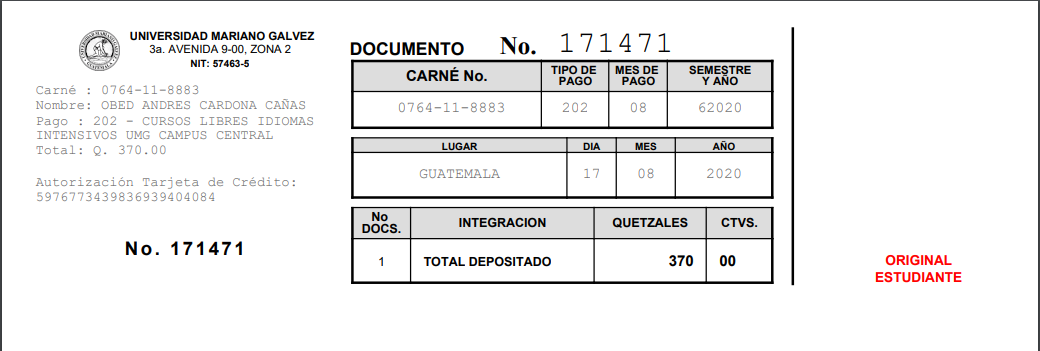 UNIVERSIDAD MARIANO GALVEZ
3a. AVENIDA 9-00, ZONA 2
NIT: 57463-5
Carné : 0764-11-8883
Nombre: OBED ANDRES CARDONA CAÑAS
Pago : 202 - CURSOS LIBRES IDIOMAS
INTENSIVOS UMG CAMPUS CENTRAL
Total: Q. 370.00
Autorización Tarjeta de Crédito:
5976773439836939404084
No. 171471
DOCUMENTO No. 171471
CARNÉ No. TIPO DE PAGO MES DE PAGO SEMESTRE Y AÑO
0764-11-8883 202 08 62020
LUGAR DIA MES AÑO
GUATEMALA 17 08 2020
No DOCS. INTEGRACION QUETZALES CTVS.
1 TOTAL DEPOSITADO 370 00
ORIGINAL
ESTUDIANTE